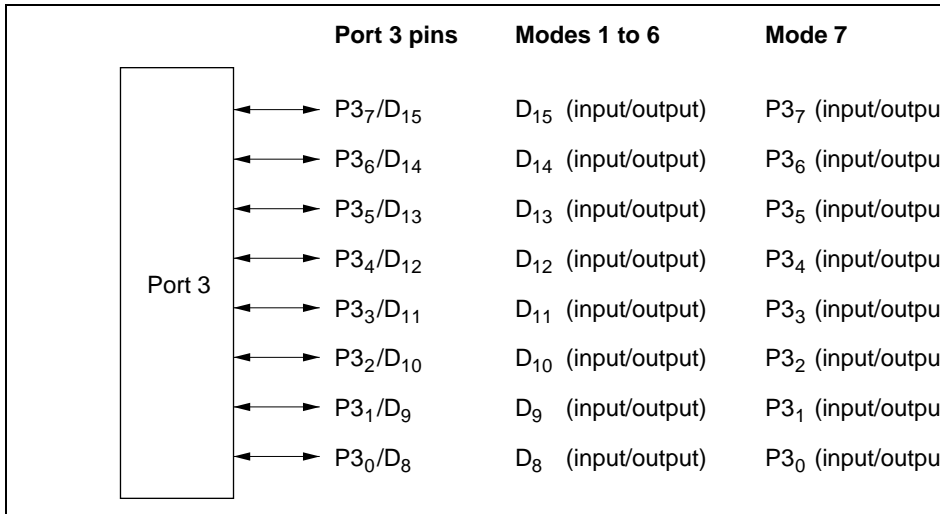 Port 3 pins Modes 1 to 6 Mode 7
P3₇/D₁₅ D₁₅ (input/output) P3₇ (input/outpu
P3₆/D₁₄ D₁₄ (input/output) P3₆ (input/outpu
P3₅/D₁₃ D₁₃ (input/output) P3₅ (input/outpu
P3₄/D₁₂ D₁₂ (input/output) P3₄ (input/outpu
Port 3
P3₃/D₁₁ D₁₁ (input/output) P3₃ (input/outpu
P3₂/D₁₀ D₁₀ (input/output) P3₂ (input/outpu
P3₁/D₉ D₉ (input/output) P3₁ (input/outpu
P3₀/D₈ D₈ (input/output) P3₀ (input/outpu